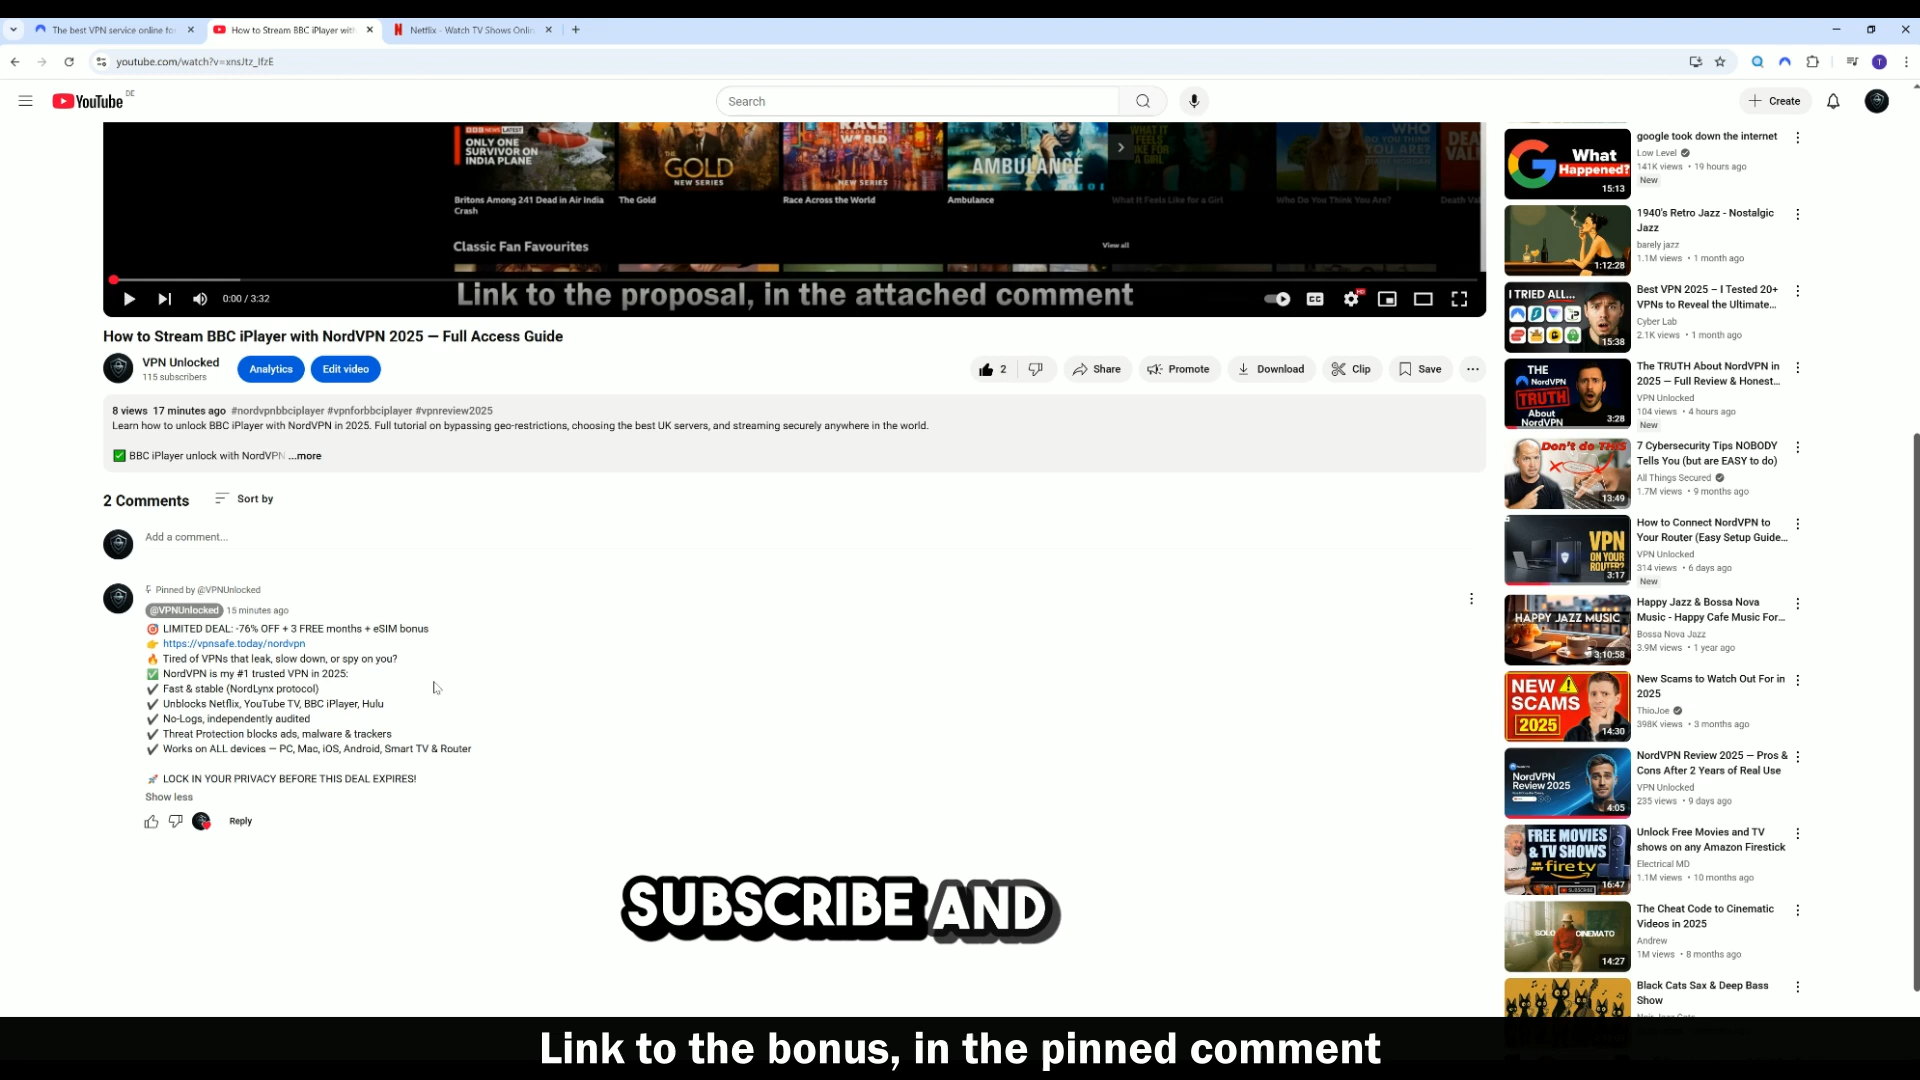 The best VPN service online fo
How to Stream BBC iPlayer with
Netflix - Watch TV Shows Onlin
youtube.com/watch?v=xnsJtz_IfzE
T
YouTube
DE
Search
Create
BBC NEWS LATEST
ONLY ONE
SURVIVOR ON
INDIA PLANE
THE
GOLD
NEW SERIES
RACE
ACROSS THE
WORLD
NEW SERIES
AMBULANCE
WHAT IT
FEELS LIKE
FOR A GIRL
WHO
DO YOU THINK
YOU ARE?
DEA
VAL
Britons Among 241 Dead in Air India
Crash
The Gold
Race Across the World
Ambulance
What It Feels Like for a Girl
Who Do You Think You Are?
Death Val
Classic Fan Favourites
View all
0:00 / 3:32
Link to the proposal, in the attached comment
CC
HD
How to Stream BBC iPlayer with NordVPN 2025 — Full Access Guide
VPN Unlocked
115 subscribers
Analytics
Edit video
2
Share
Promote
Download
Clip
Save
8 views 17 minutes ago #nordvpnbbciplayer #vpnforbbciplayer #vpnreview2025
Learn how to unlock BBC iPlayer with NordVPN in 2025. Full tutorial on bypassing geo-restrictions, choosing the best UK servers, and streaming securely anywhere in the world.
✅ BBC iPlayer unlock with NordVPN ...more
2 Comments
Sort by
Add a comment...
Pinned by @VPNUnlocked
@VPNUnlocked 15 minutes ago
🎯 LIMITED DEAL: -76% OFF + 3 FREE months + eSIM bonus
👉 https://vpnsafe.today/nordvpn
🔥 Tired of VPNs that leak, slow down, or spy on you?
✅ NordVPN is my #1 trusted VPN in 2025:
✔ Fast & stable (NordLynx protocol)
✔ Unblocks Netflix, YouTube TV, BBC iPlayer, Hulu
✔ No-Logs, independently audited
✔ Threat Protection blocks ads, malware & trackers
✔ Works on ALL devices — PC, Mac, iOS, Android, Smart TV & Router
🚀 LOCK IN YOUR PRIVACY BEFORE THIS DEAL EXPIRES!
Show less
Reply
SUBSCRIBE AND
Link to the bonus, in the pinned comment
What
Happened?
15:13
google took down the internet
Low Level
141K views • 19 hours ago
New
1:12:28
1940's Retro Jazz - Nostalgic
Jazz
barely jazz
1.1M views • 1 month ago
I TRIED ALL...
15:38
Best VPN 2025 – I Tested 20+
VPNs to Reveal the Ultimate...
Cyber Lab
2.1K views • 1 month ago
THE
NordVPN
TRUTH
About
NordVPN
3:28
The TRUTH About NordVPN in
2025 — Full Review & Honest...
VPN Unlocked
104 views • 4 hours ago
New
Don't do THIS
13:49
7 Cybersecurity Tips NOBODY
Tells You (but are EASY to do)
All Things Secured
1.7M views • 9 months ago
VPN
ON YOUR
ROUTER?
3:17
How to Connect NordVPN to
Your Router (Easy Setup Guide...
VPN Unlocked
314 views • 6 days ago
New
HAPPY JAZZ MUSIC
3:10:58
Happy Jazz & Bossa Nova
Music - Happy Cafe Music For...
Bossa Nova Jazz
3.9M views • 1 year ago
NEW
SCAMS
2025
14:30
New Scams to Watch Out For in
2025
ThioJoe
398K views • 3 months ago
NordVPN
Review 2025
4:05
NordVPN Review 2025 — Pros &
Cons After 2 Years of Real Use
VPN Unlocked
235 views • 9 days ago
FREE MOVIES
& TV SHOWS
fire tv
SUBSCRIBE
16:47
Unlock Free Movies and TV
shows on any Amazon Firestick
Electrical MD
1.1M views • 10 months ago
SOLO CINEMATO
14:27
The Cheat Code to Cinematic
Videos in 2025
Andrew
1M views • 8 months ago
Black Cats Sax & Deep Bass
Show